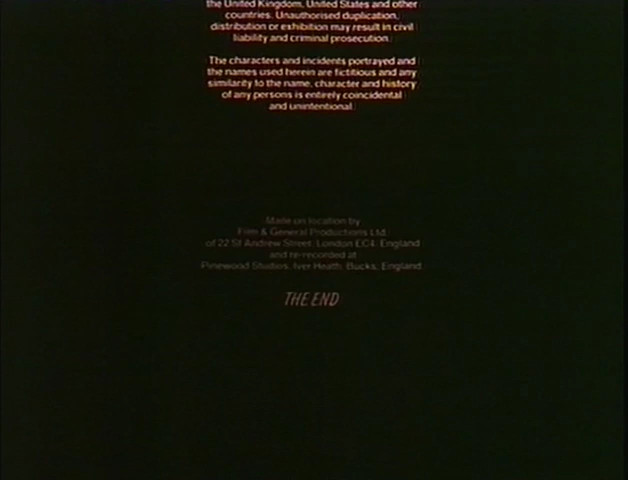 the United Kingdom, United States and other
countries. Unauthorised duplication,
distribution or exhibition may result in civil
liability and criminal prosecution.
The characters and incidents portrayed and
the names used herein are fictitious and any
similarity to the name, character and history
of any persons is entirely coincidental
and unintentional.
Made on location by
Film & General Productions Ltd.
of 22 St Andrew Street, London EC4, England
and re-recorded at
Pinewood Studios, Iver Heath, Bucks, England.
THE END